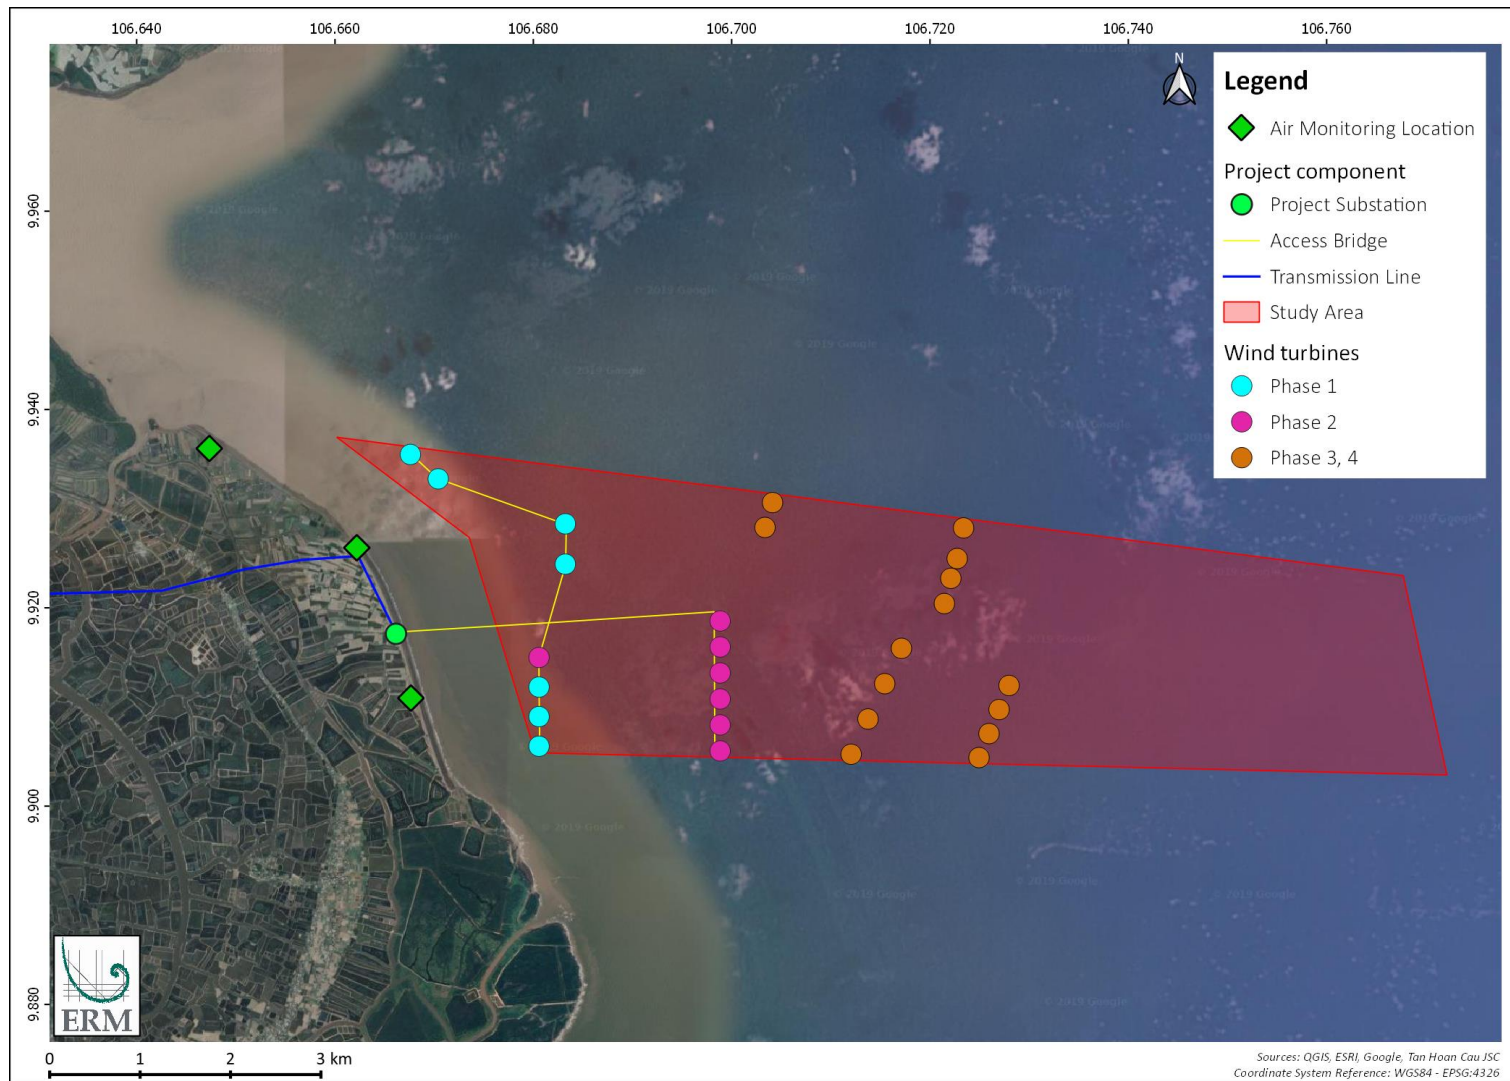 106.640 106.660 106.680 106.700 106.720 106.740 106.760
9.960
9.940
9.920
9.900
9.880
N
Legend
Air Monitoring Location
Project component
Project Substation
Access Bridge
Transmission Line
Study Area
Wind turbines
Phase 1
Phase 2
Phase 3, 4
© 2019 Google
ERM
0 1 2 3 km
Sources: QGIS, ESRI, Google, Tan Hoan Cau JSC
Coordinate System Reference: WGS84 - EPSG:4326